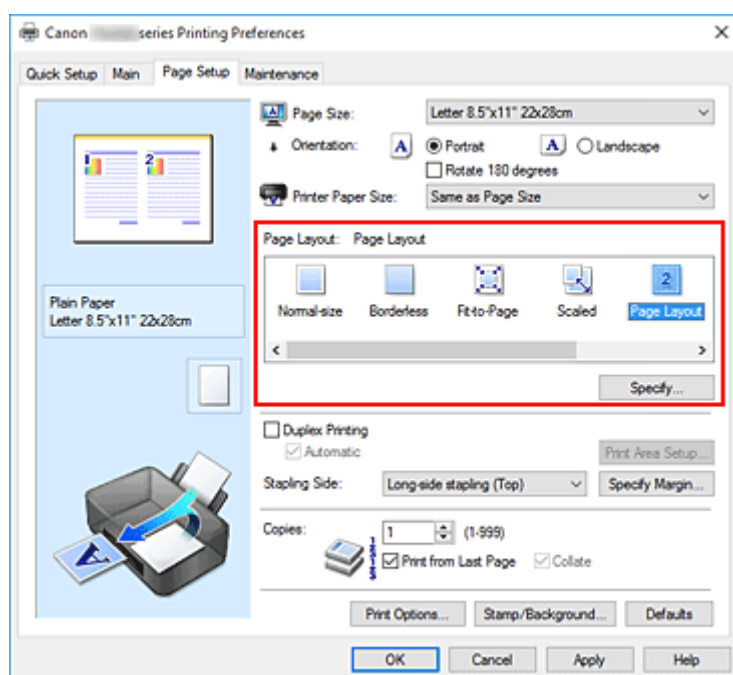 Canon series Printing Preferences
Quick Setup Main Page Setup Maintenance
1 2
Page Size: Letter 8.5"x11" 22x28cm
Orientation: A Portrait A Landscape
Rotate 180 degrees
Printer Paper Size: Same as Page Size
Page Layout: Page Layout
2
Normal-size Borderless Fit-to-Page Scaled Page Layout
Specify...
Plain Paper
Letter 8.5"x11" 22x28cm
Duplex Printing
Automatic Print Area Setup...
Stapling Side: Long-side stapling (Top) Specify Margin...
Copies: 1 (1-999)
Print from Last Page Collate
A
Print Options... Stamp/Background... Defaults
OK Cancel Apply Help